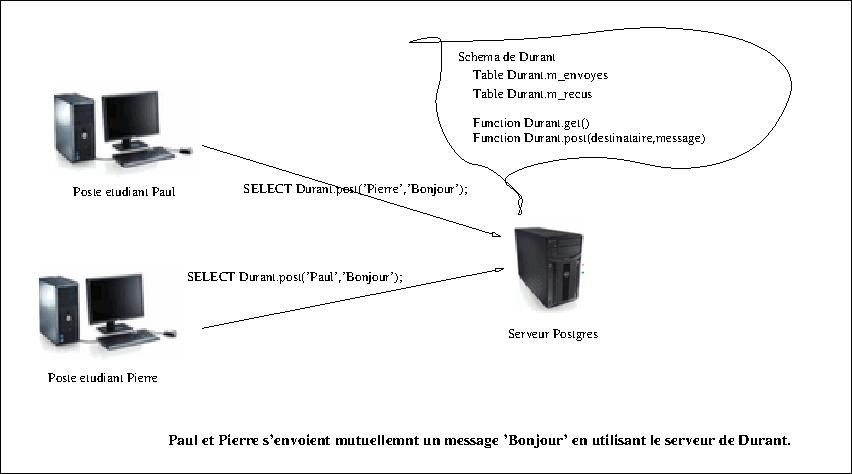 Schema de Durant
Table Durant.m_envoyes
Table Durant.m_recus
Function Durant.get()
Function Durant.post(destinataire,message)
Poste etudiant Paul
SELECT Durant.post('Pierre','Bonjour');
SELECT Durant.post('Paul','Bonjour');
Serveur Postgres
Poste etudiant Pierre
Paul et Pierre s'envoient mutuellemnt un message 'Bonjour' en utilisant le serveur de Durant.